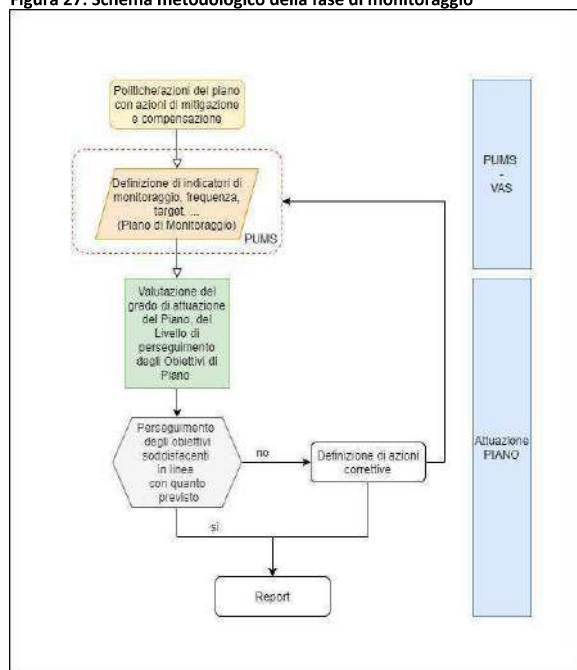 Figura 27: Schema metodologico della fase di monitoraggio
Politiche/azioni del piano
con azioni di mitigazione
e compensazione
Definizione di indicatori di
monitoraggio, frequenza,
target, ...
(Piano di Monitoraggio)
PUMS
PUMS
-
VAS
Valutazione del
grado di attuazione
del Piano, del
Livello di
perseguimento
degli Obiettivi di
Piano
Perseguimento
degli obiettivi
soddisfacenti
in linea
con quanto
previsto
no
Definizione di azioni
correttive
Attuazione
PIANO
si
Report